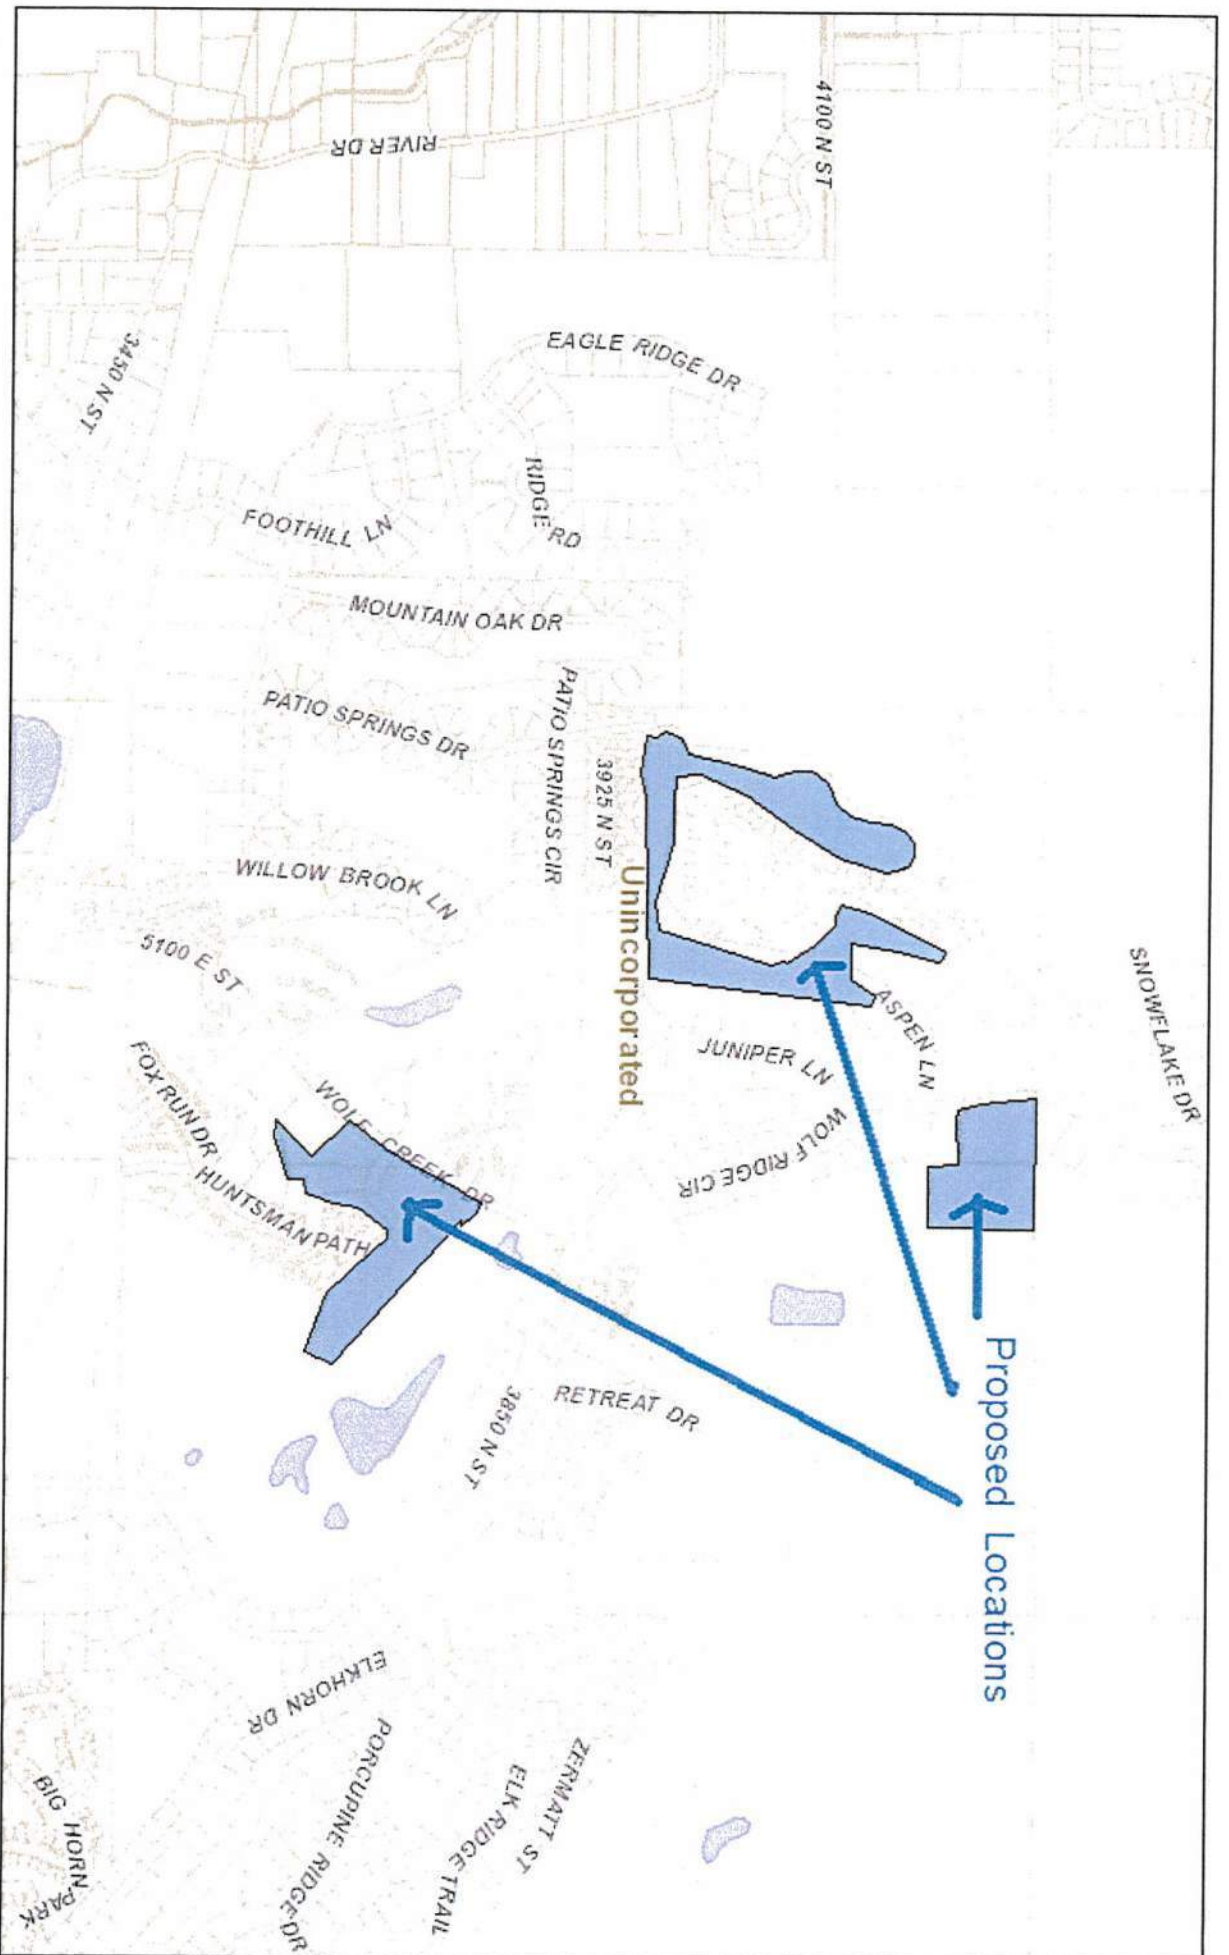 4100 N ST
RIVER DR
EAGLE RIDGE DR
3450 N ST
RIDGE RD
FOOTHILL LN
MOUNTAIN OAK DR
PATIO SPRINGS DR
PATIO SPRINGS CIR
3925 N ST
Unincorporated
WILLOW BROOK LN
5100 E ST
SNOWFLAKE DR
ASPEN LN
JUNIPER LN
WOLF RIDGE CIR
FOX RUN DR
WOLF CREEK DR
HUNTSMAN PATH
Proposed Locations
RETREAT DR
3850 N ST
ELKHORN DR
PORCUPINE RIDGE DR
ELK RIDGE TRAIL
ZERMATT ST
BIG HORN PARK